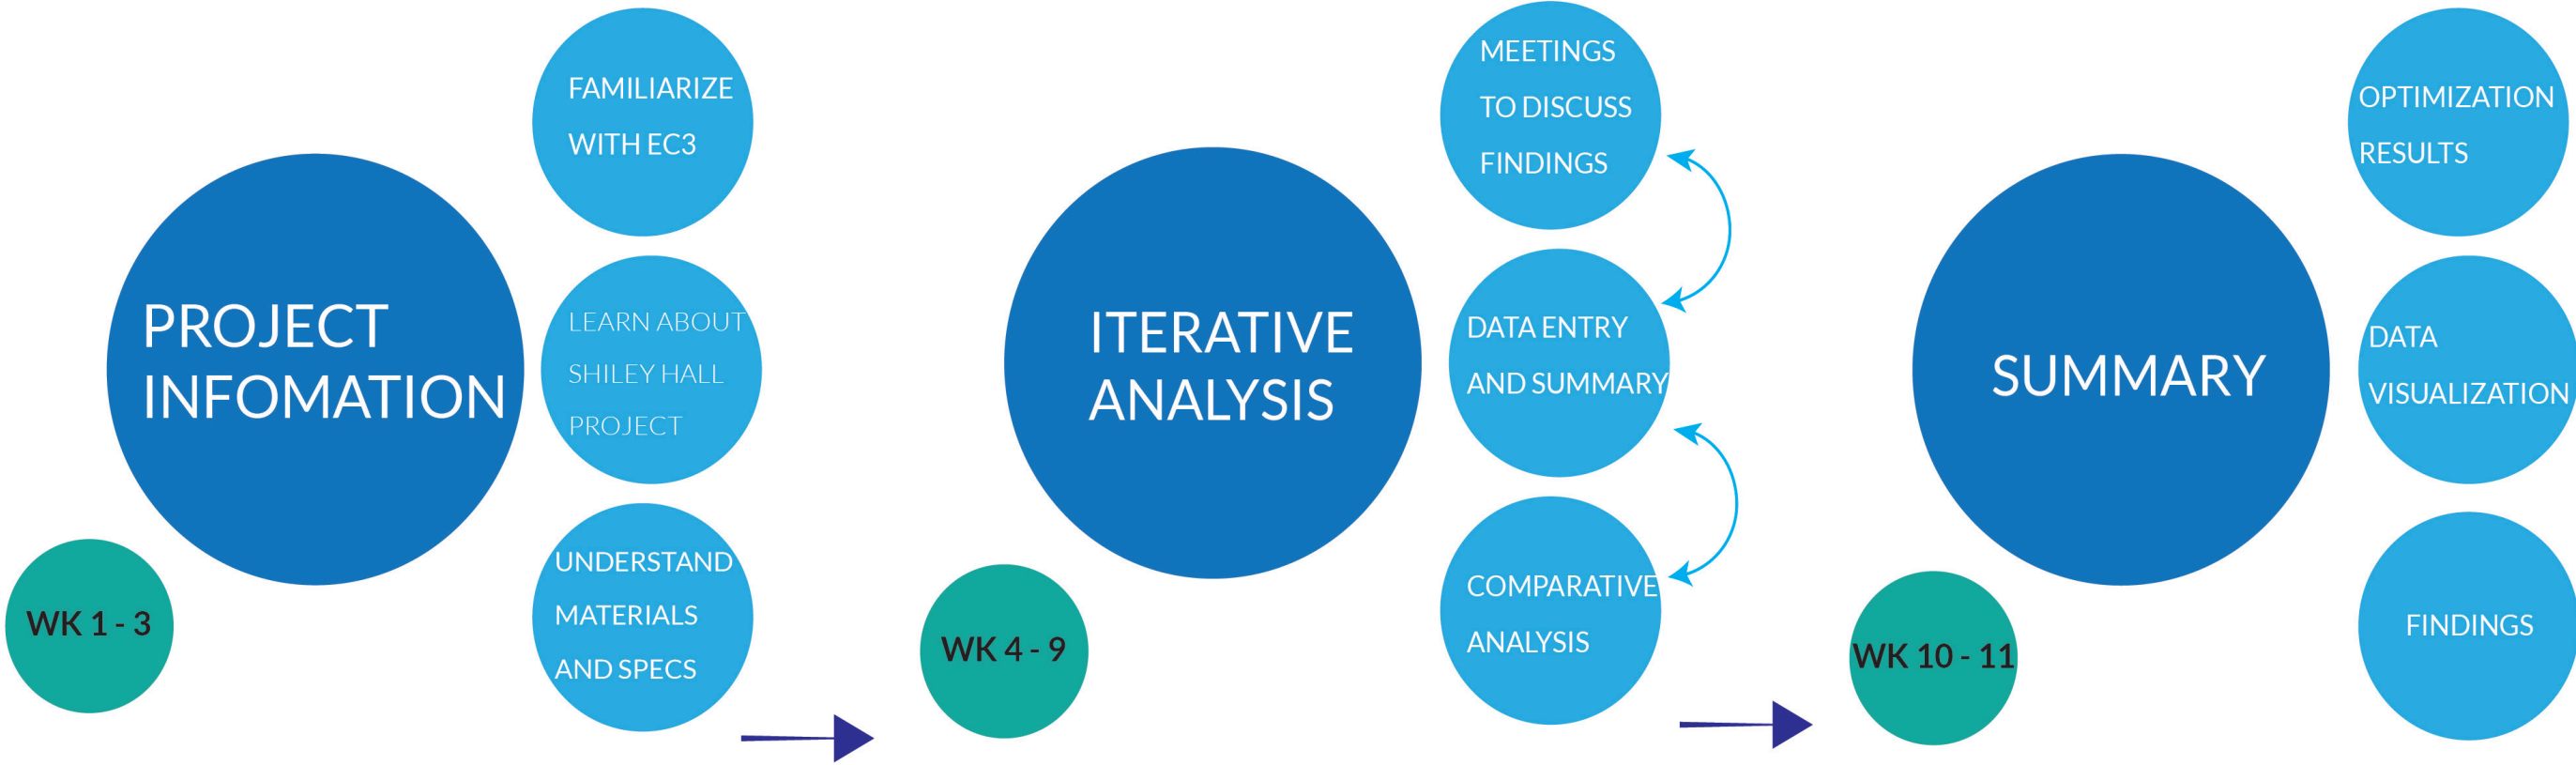 PROJECT
INFOMATION
WK 1 - 3
FAMILIARIZE
WITH EC3
LEARN ABOUT
SHILEY HALL
PROJECT
UNDERSTAND
MATERIALS
AND SPECS
ITERATIVE
ANALYSIS
WK 4 - 9
MEETINGS
TO DISCUSS
FINDINGS
DATA ENTRY
AND SUMMARY
COMPARATIVE
ANALYSIS
SUMMARY
WK 10 - 11
OPTIMIZATION
RESULTS
DATA
VISUALIZATION
FINDINGS